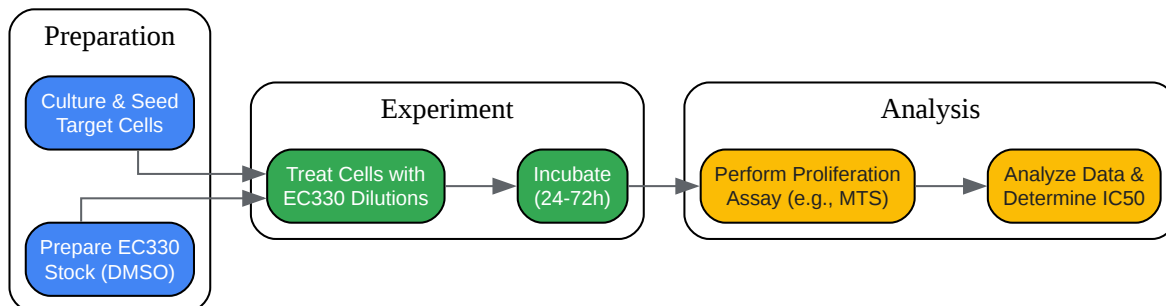 Preparation
Culture & Seed
Target Cells
Prepare EC330
Stock (DMSO)
Experiment
Treat Cells with
EC330 Dilutions
Incubate
(24-72h)
Analysis
Perform Proliferation
Assay (e.g., MTS)
Analyze Data &
Determine IC50